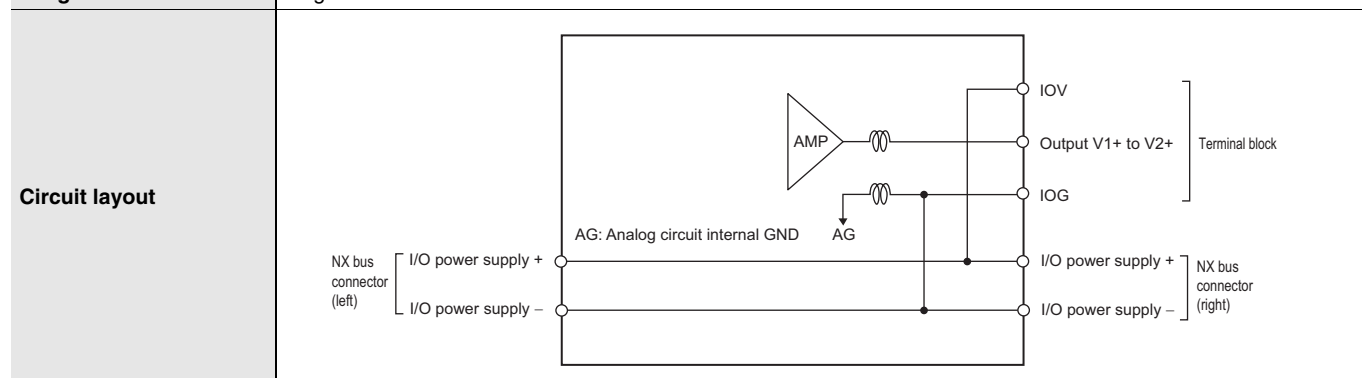 Circuit layout
IOV
AMP
Output V1+ to V2+
Terminal block
IOG
AG: Analog circuit internal GND
AG
NX bus
connector
(left)
I/O power supply +
I/O power supply –
I/O power supply +
I/O power supply –
NX bus
connector
(right)